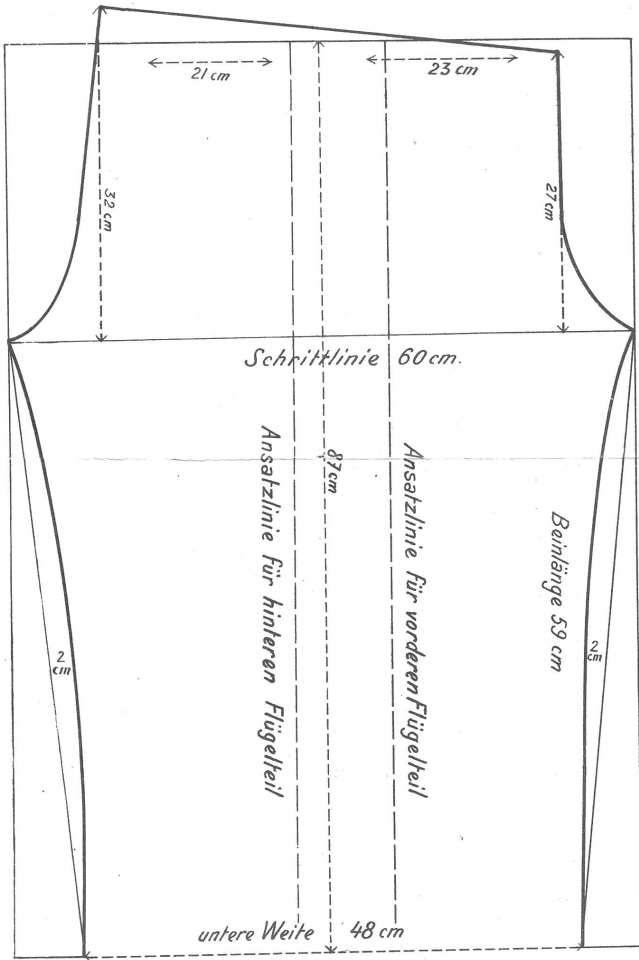 21 cm
23 cm
32 cm
27 cm
Schrittlinie 60 cm.
Ansatzlinie für hinteren Flügelteil
87 cm
Ansatzlinie für vorderen Flügelteil
Beinlänge 59 cm
2
cm
2
cm
untere Weite 48 cm